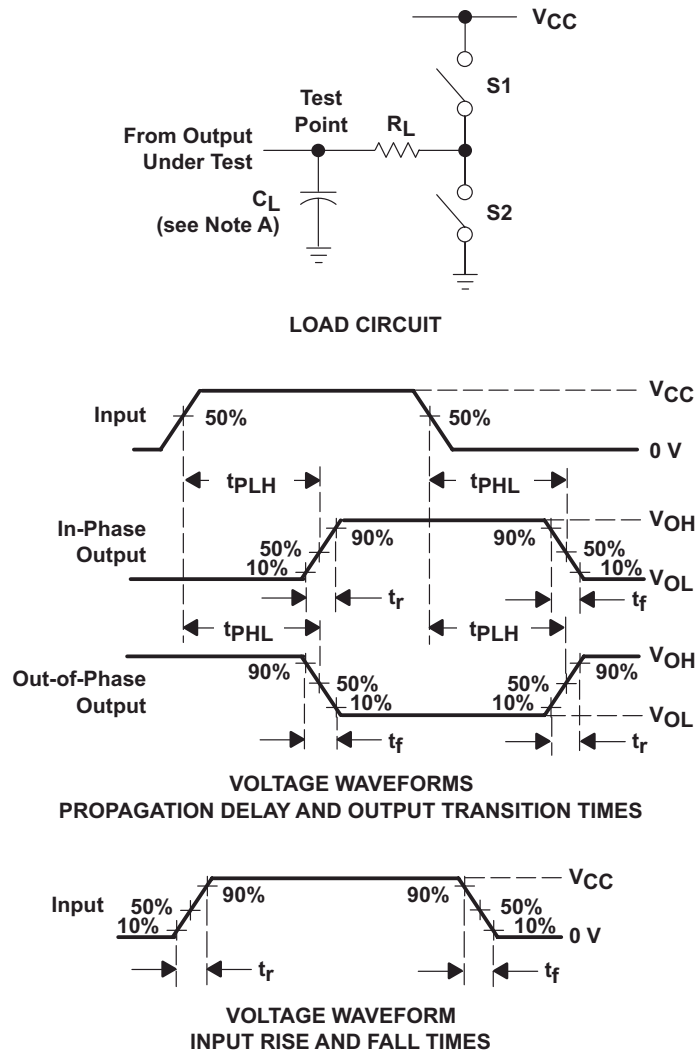 VCC
S1
Test
Point
RL
From Output
Under Test
CL
(see Note A)
S2
LOAD CIRCUIT
Input
50%
50%
VCC
0 V
tPLH
tPHL
In-Phase
Output
50%
10%
90%
90%
50%
10%
VOH
VOL
tr
tf
tPHL
tPLH
Out-of-Phase
Output
90%
50%
10%
50%
10%
90%
VOH
VOL
tf
tr
VOLTAGE WAVEFORMS
PROPAGATION DELAY AND OUTPUT TRANSITION TIMES
Input
50%
10%
90%
90%
50%
10%
VCC
0 V
tr
tf
VOLTAGE WAVEFORM
INPUT RISE AND FALL TIMES